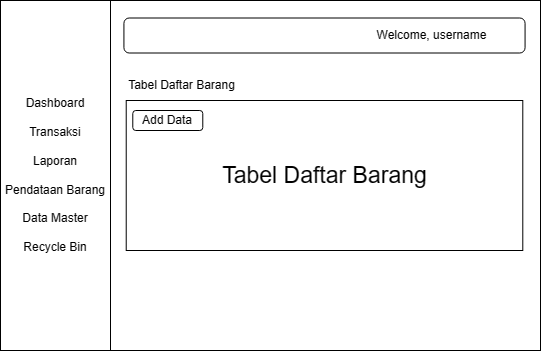 Welcome, username
Dashboard
Transaksi
Laporan
Pendataan Barang
Data Master
Recycle Bin
Tabel Daftar Barang
Add Data
Tabel Daftar Barang